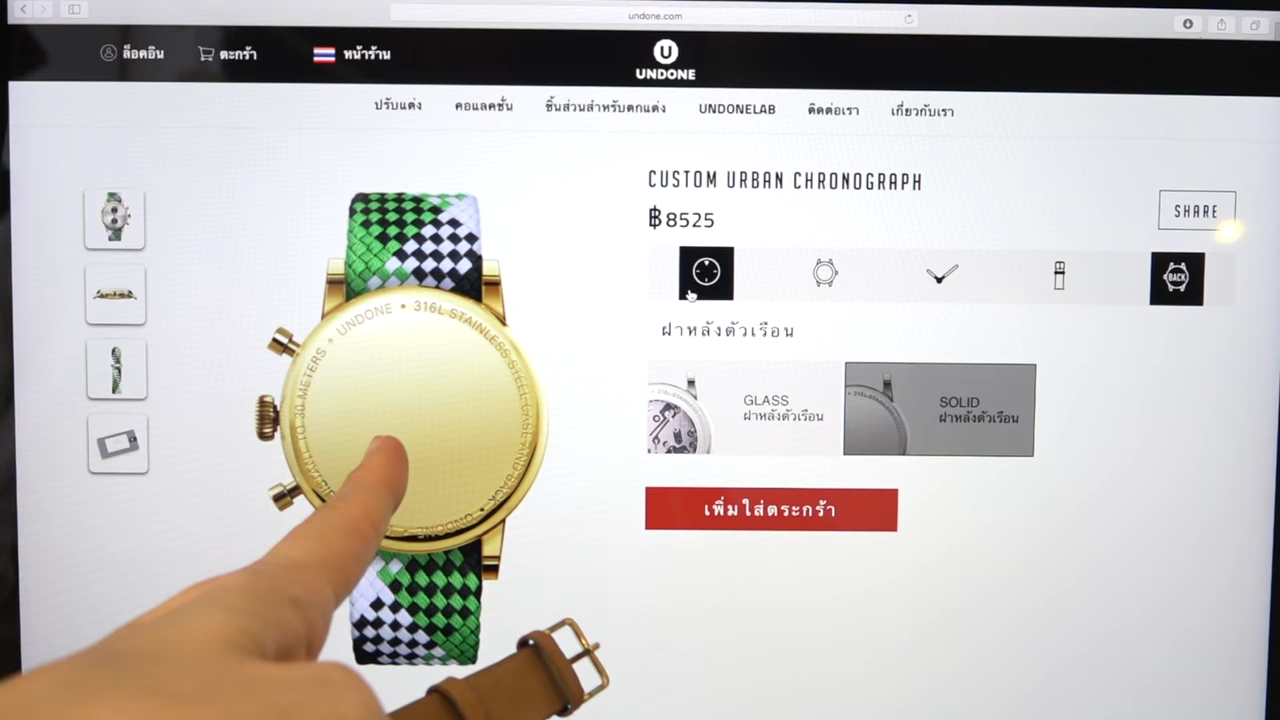 undone.com
ล็อคอิน
ตะกร้า
หน้าร้าน
U
UNDONE
ปรับแต่ง
คอแลคชั่น
ชิ้นส่วนสำหรับตกแต่ง
UNDONELAB
ติดต่อเรา
เกี่ยวกับเรา
CUSTOM URBAN CHRONOGRAPH
฿8525
SHARE
BACK
ฝาหลังตัวเรือน
GLASS
ฝาหลังตัวเรือน
SOLID
ฝาหลังตัวเรือน
เพิ่มใส่ตระกร้า
TO 30 METERS • UNDONE • 316L STAINLESS STEEL CASE AND BACK • UNDONE •